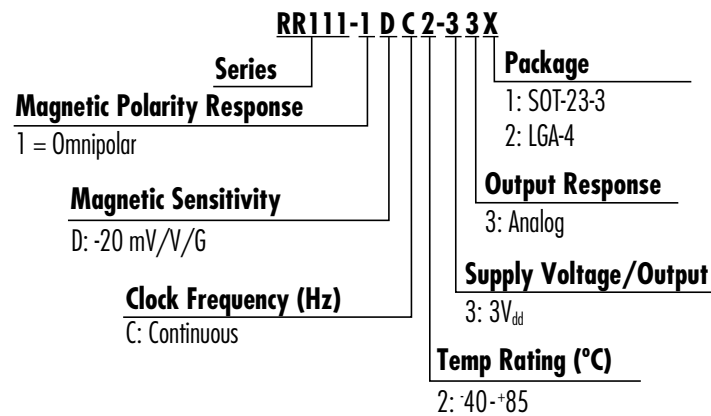 RR111-1 D C 2-3 3 X
Series
Package
1: SOT-23-3
2: LGA-4
Magnetic Polarity Response
1 = Omnipolar
Output Response
3: Analog
Magnetic Sensitivity
D: -20 mV/V/G
Supply Voltage/Output
3: 3Vdd
Clock Frequency (Hz)
C: Continuous
Temp Rating (°C)
2: -40-+85